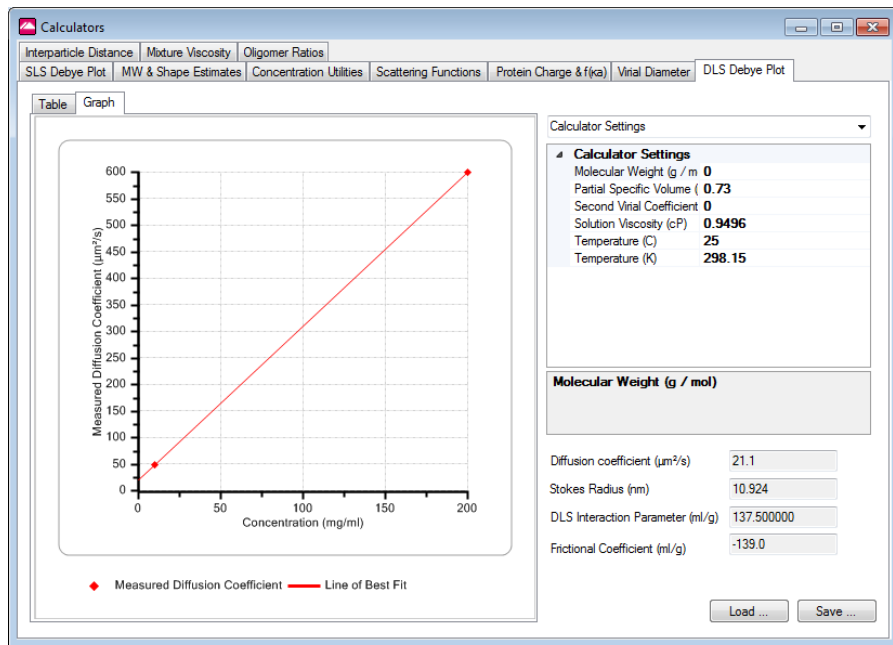 Calculators
Interparticle Distance Mixture Viscosity Oligomer Ratios
SLS Debye Plot MW & Shape Estimates Concentration Utilities Scattering Functions Protein Charge & f(κa) Virial Diameter DLS Debye Plot
Table Graph
Calculator Settings
Calculator Settings
Molecular Weight (g / m 0
Partial Specific Volume ( 0.73
Second Virial Coefficient 0
Solution Viscosity (cP) 0.9496
Temperature (C) 25
Temperature (K) 298.15
Molecular Weight (g / mol)
Diffusion coefficient (µm²/s) 21.1
Stokes Radius (nm) 10.924
DLS Interaction Parameter (ml/g) 137.500000
Frictional Coefficient (ml/g) -139.0
Load ... Save ...
Measured Diffusion Coefficient (µm²/s)
600
550
500
450
400
350
300
250
200
150
100
50
0
0 50 100 150 200
Concentration (mg/ml)
Measured Diffusion Coefficient Line of Best Fit